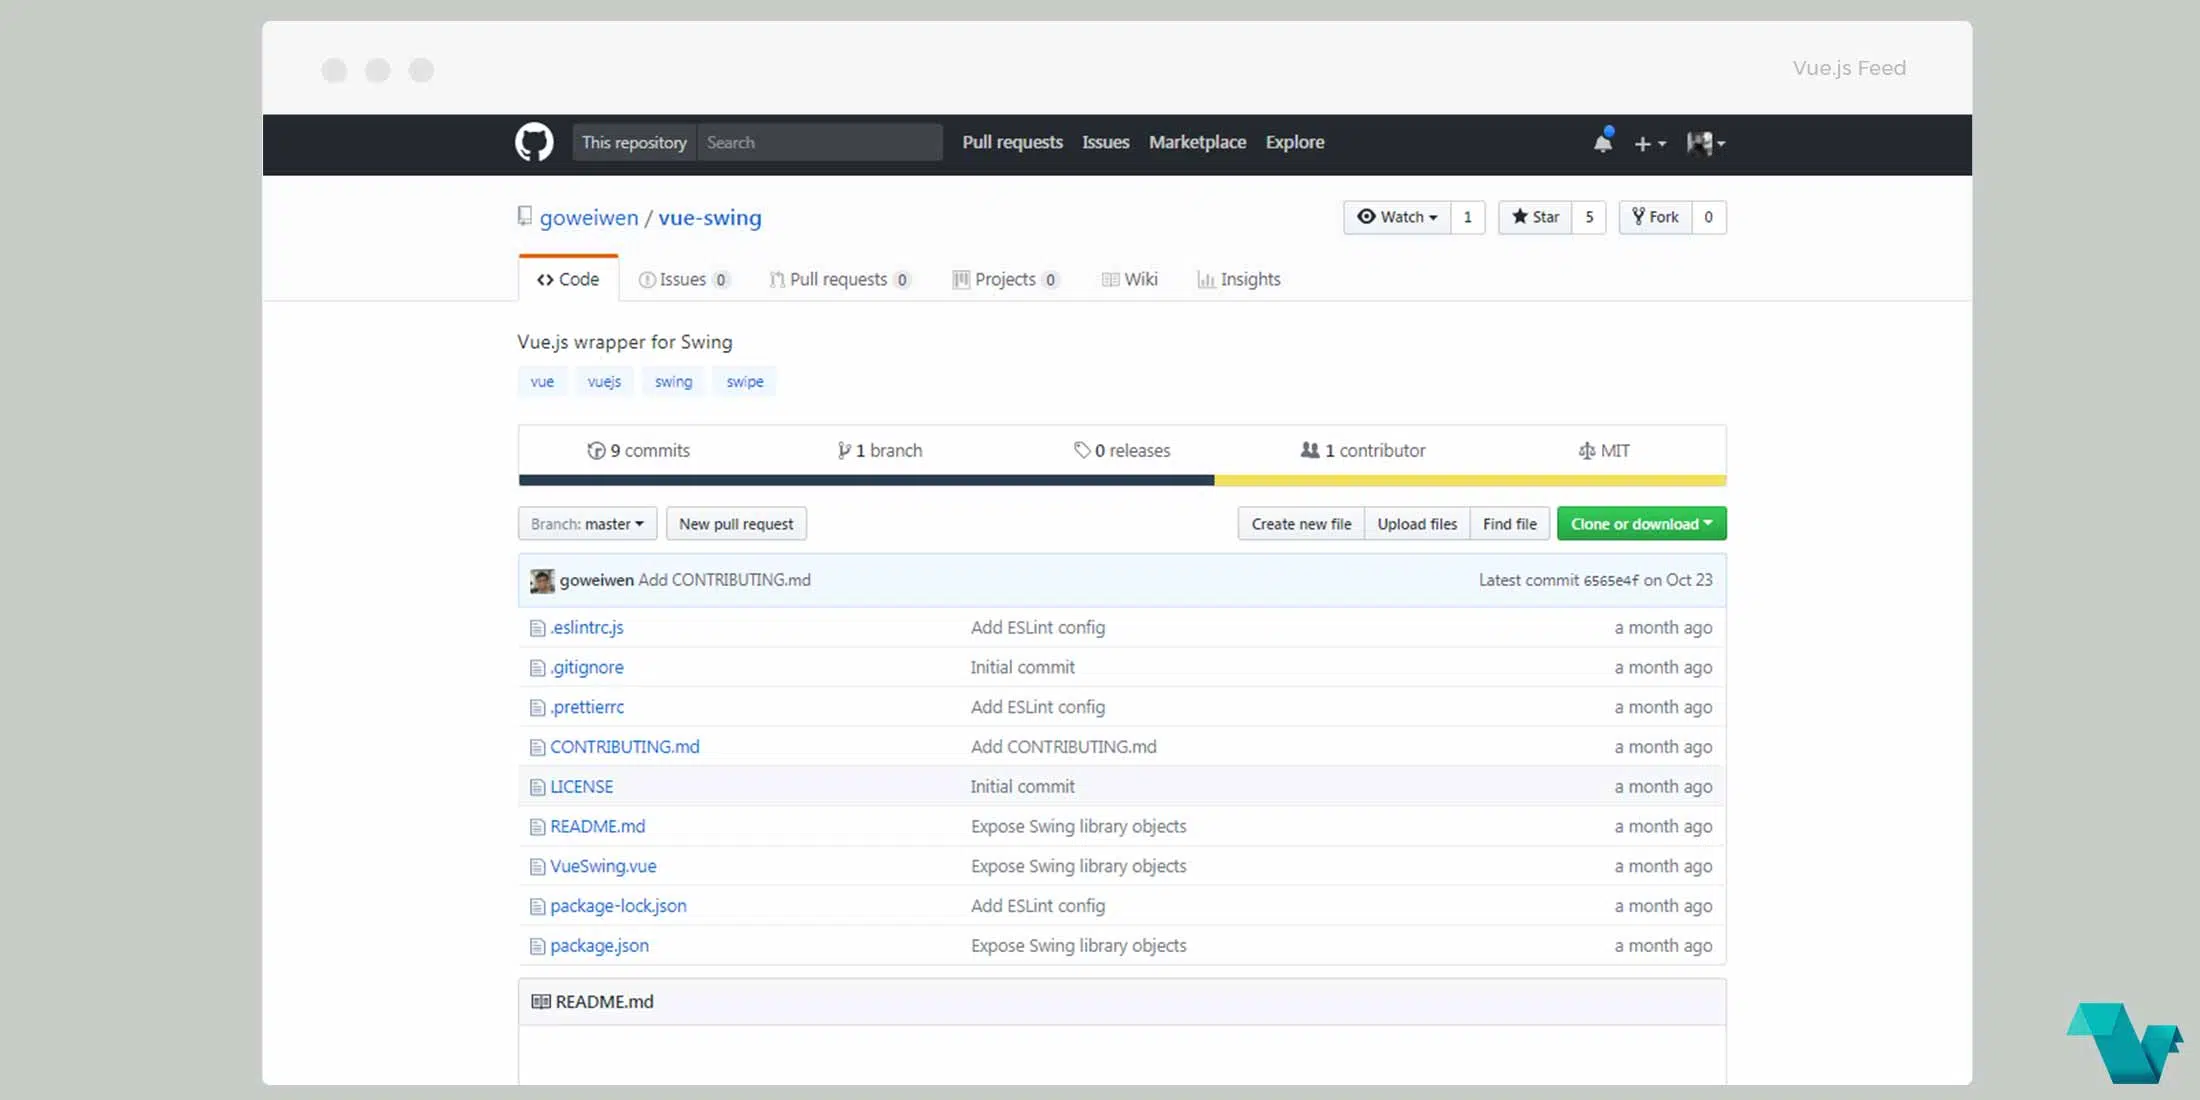 Vue.js Feed
This repository Search Pull requests Issues Marketplace Explore
goweiwen / vue-swing Watch 1 Star 5 Fork 0
Code Issues 0 Pull requests 0 Projects 0 Wiki Insights
Vue.js wrapper for Swing
vue vuejs swing swipe
9 commits 1 branch 0 releases 1 contributor MIT
Branch: master New pull request Create new file Upload files Find file Clone or download
goweiwen Add CONTRIBUTING.md Latest commit 6565e4f on Oct 23
.eslintrc.js Add ESLint config a month ago
.gitignore Initial commit a month ago
.prettierrc Add ESLint config a month ago
CONTRIBUTING.md Add CONTRIBUTING.md a month ago
LICENSE Initial commit a month ago
README.md Expose Swing library objects a month ago
VueSwing.vue Expose Swing library objects a month ago
package-lock.json Add ESLint config a month ago
package.json Expose Swing library objects a month ago
README.md